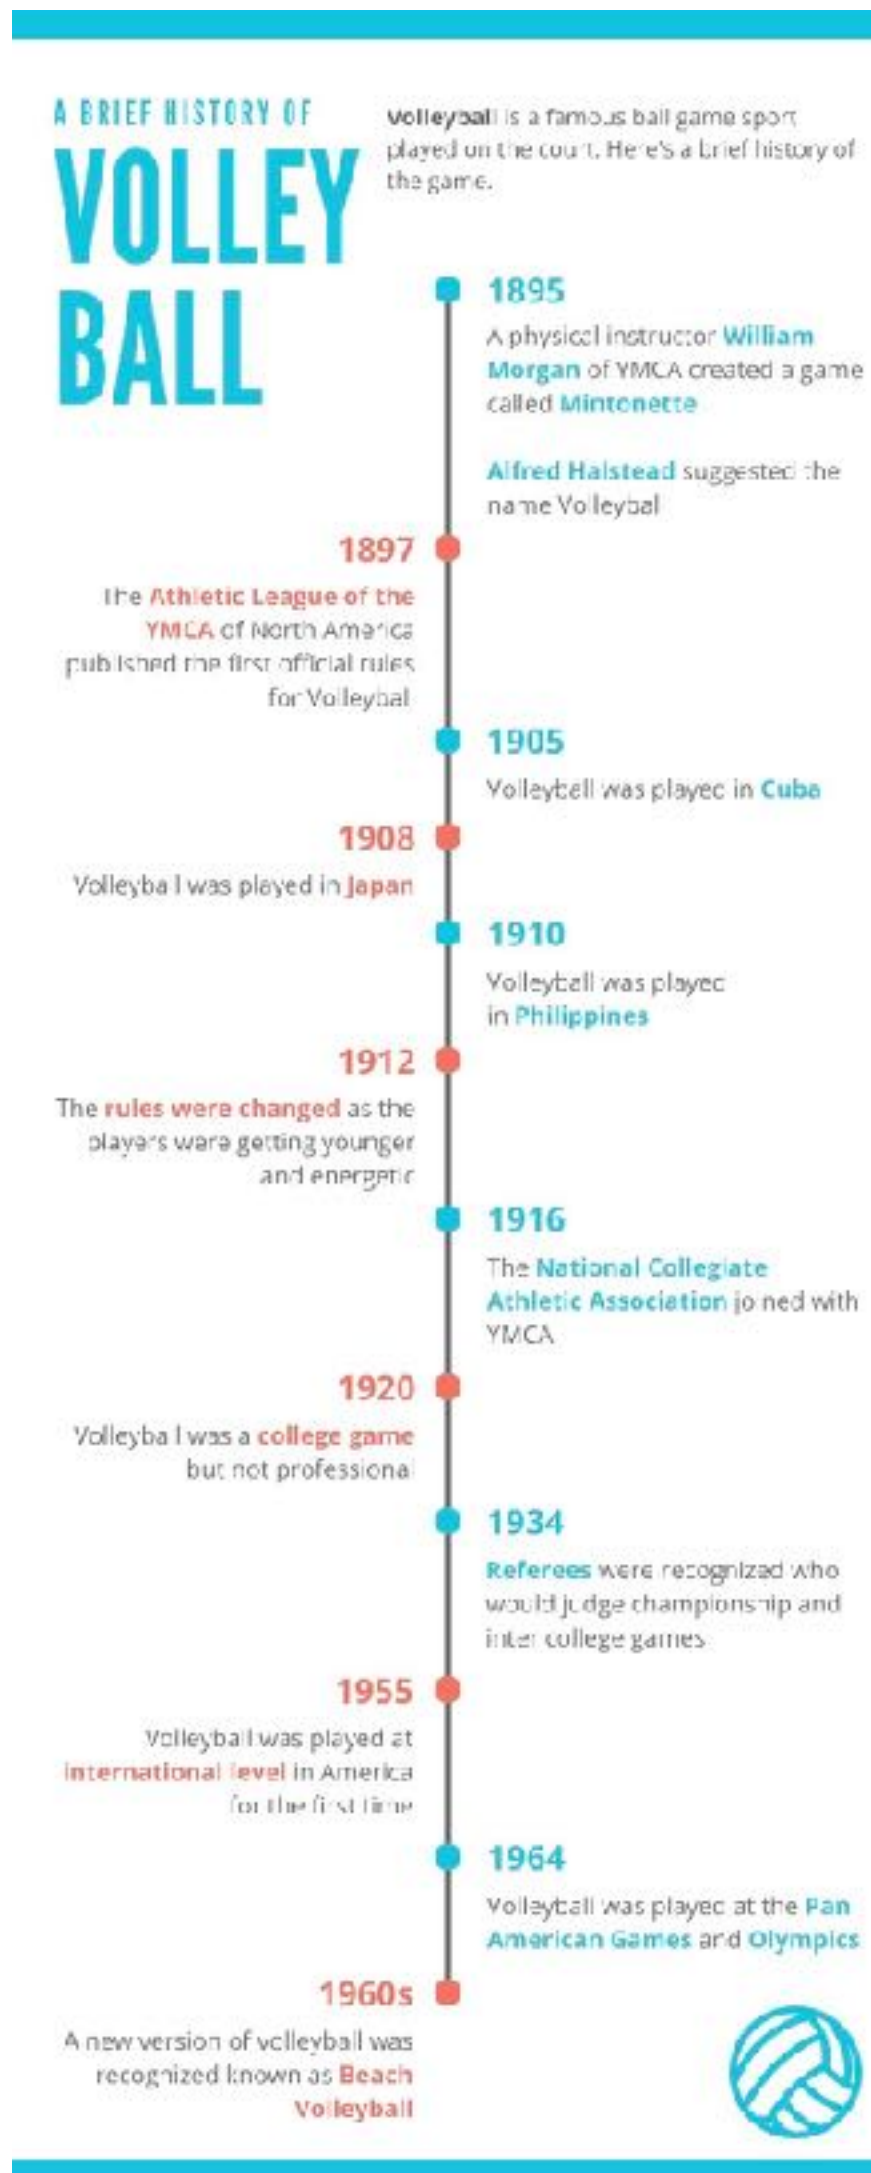 A BRIEF HISTORY OF
VOLLEY
BALL
Volleyball is a famous ball game sport
played on the court. Here's a brief history of
the game.
1895
A physical instructor William
Morgan of YMCA created a game
called Mintonette
Alfred Halstead suggested the
name Volleyball
1897
The Athletic League of the
YMCA of North America
published the first official rules
for Volleyball
1905
Volleyball was played in Cuba
1908
Volleyball was played in Japan
1910
Volleyball was played
in Philippines
1912
The rules were changed as the
players were getting younger
and energetic
1916
The National Collegiate
Athletic Association joined with
YMCA
1920
Volleyball was a college game
but not professional
1934
Referees were recognized who
would judge championship and
inter college games
1955
Volleyball was played at
international level in America
for the first time
1964
Volleyball was played at the Pan
American Games and Olympics
1960s
A new version of volleyball was
recognized known as Beach
Volleyball